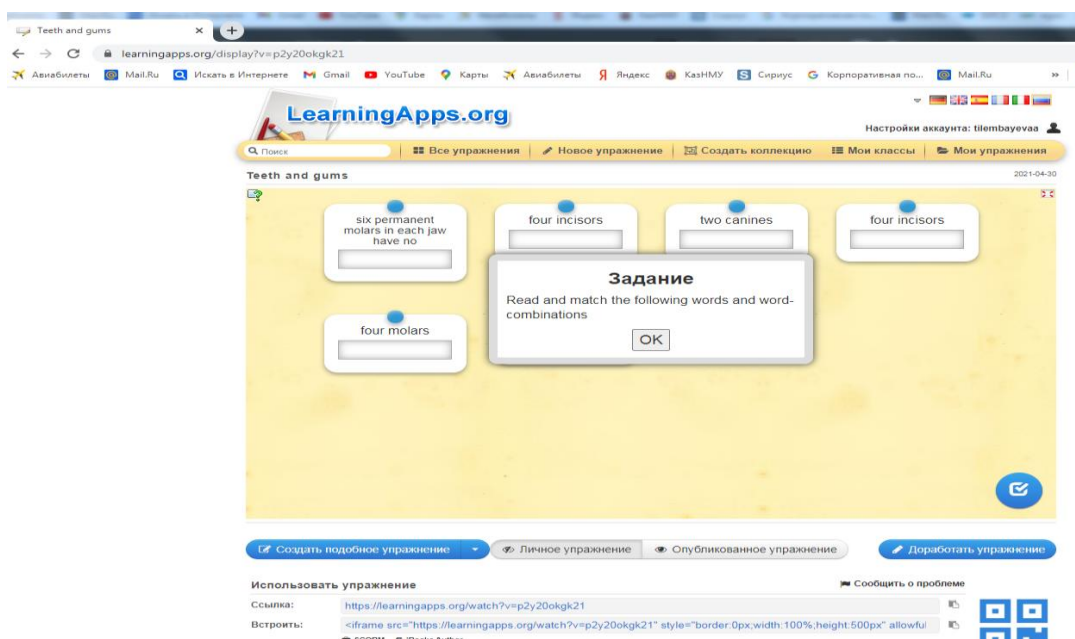 Teeth and gums
learningapps.org/display?v=p2y20okgk21
Авиабилеты Mail.Ru Искать в Интернете Gmail YouTube Карты Авиабилеты Яндекс КазНМУ Сириус Корпоративная по... Mail.Ru »
LearningApps.org
Настройки аккаунта: tilembayevaa
Поиск Все упражнения Новое упражнение Создать коллекцию Мои классы Мои упражнения
Teeth and gums 2021-04-30
six permanent
molars in each jaw
have no
four incisors
two canines
four incisors
Задание
Read and match the following words and word-
combinations
OK
four molars
Создать подобное упражнение Личное упражнение Опубликованное упражнение Доработать упражнение
Использовать упражнение Сообщить о проблеме
Ссылка: https://learningapps.org/watch?v=p2y20okgk21
Встроить: <iframe src="https://learningapps.org/watch?v=p2y20okgk21" style="border:0px;width:100%;height:500px" allowful